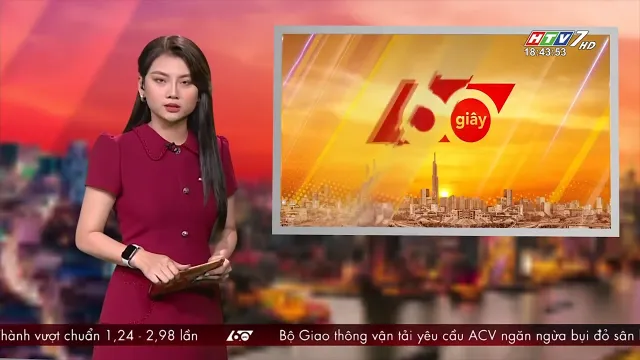 HTV7 HD
18:43:53
60 giây
hành vượt chuẩn 1,24 - 2,98 lần 60 Bộ Giao thông vận tải yêu cầu ACV ngăn ngừa bụi đỏ sân